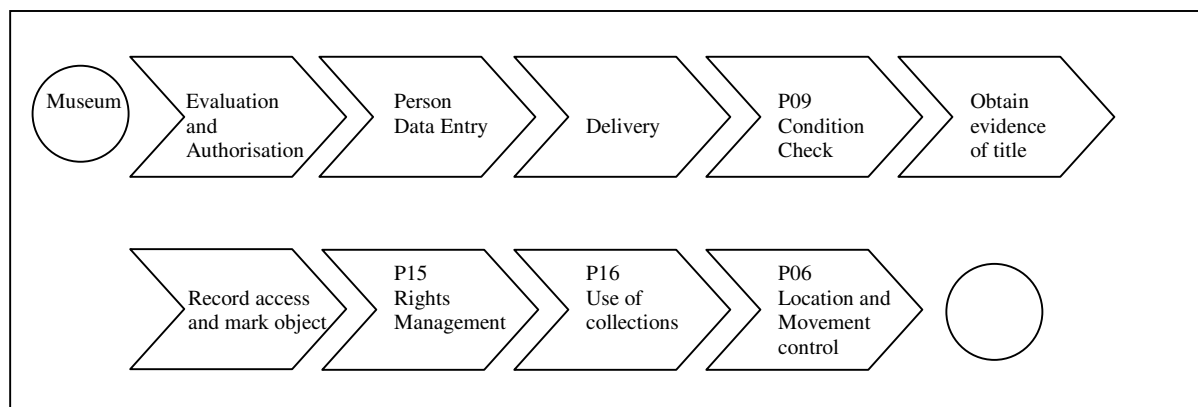 Museum
Evaluation
and
Authorisation
Person
Data Entry
Delivery
P09
Condition
Check
Obtain
evidence
of title
Record access
and mark object
P15
Rights
Management
P16
Use of
collections
P06
Location and
Movement
control